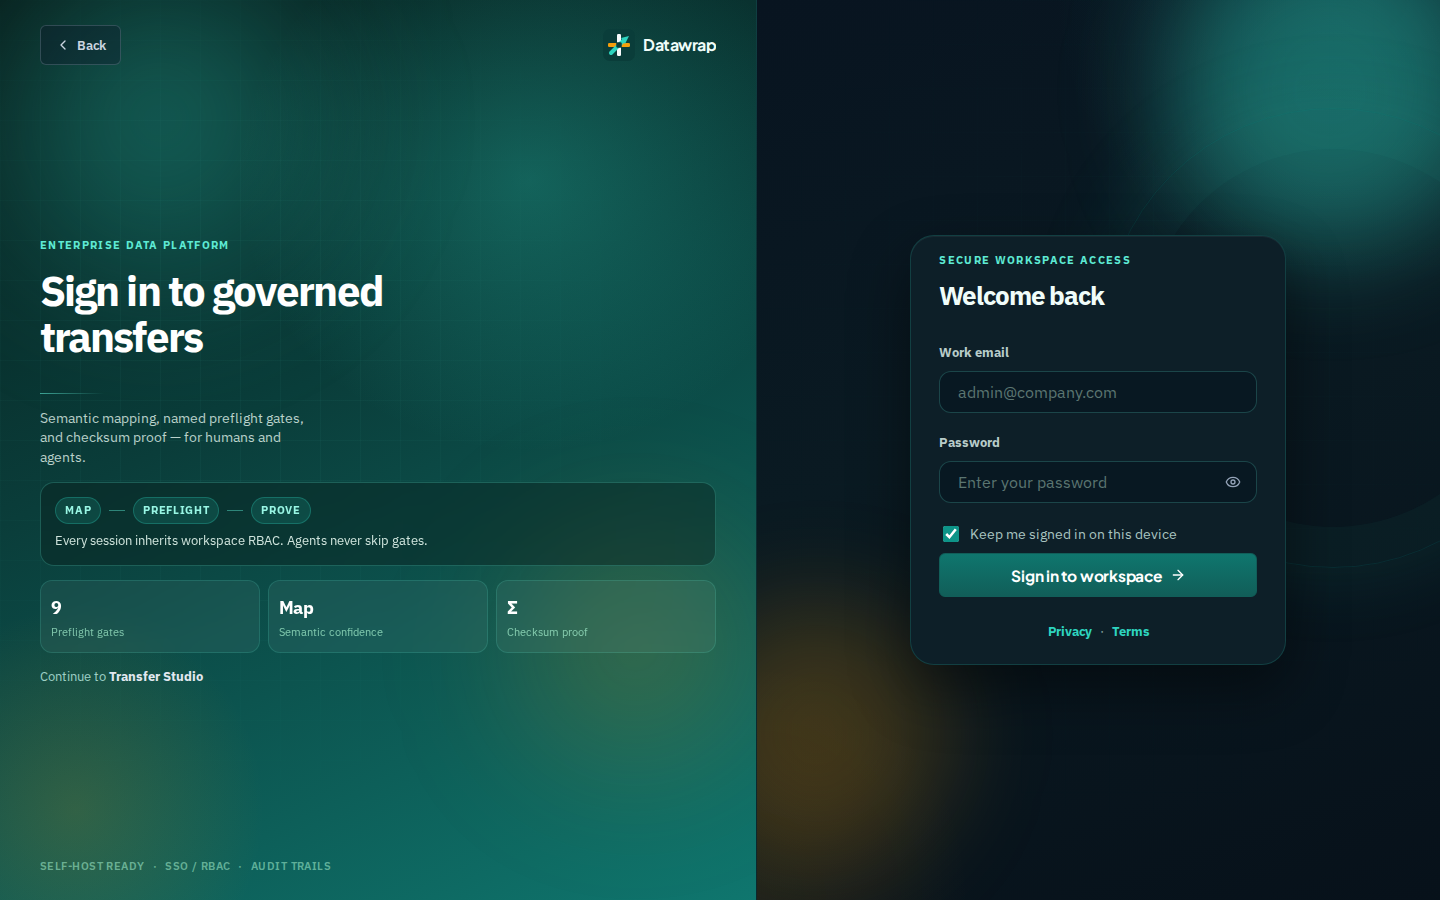 Back
Datawrap
ENTERPRISE DATA PLATFORM
Sign in to governed
transfers
Semantic mapping, named preflight gates,
and checksum proof — for humans and
agents.
MAP — PREFLIGHT — PROVE
Every session inherits workspace RBAC. Agents never skip gates.
9
Preflight gates
Map
Semantic confidence
Σ
Checksum proof
Continue to Transfer Studio
SELF-HOST READY · SSO / RBAC · AUDIT TRAILS
SECURE WORKSPACE ACCESS
Welcome back
Work email
admin@company.com
Password
Enter your password
Keep me signed in on this device
Sign in to workspace →
Privacy · Terms